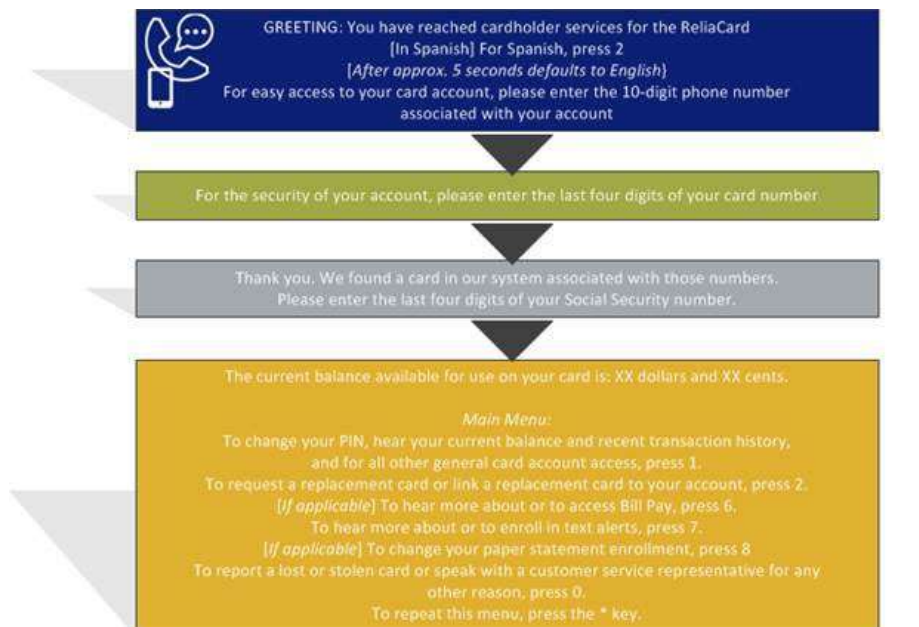 GREETING: You have reached cardholder services for the ReliaCard
[In Spanish] For Spanish, press 2
[After approx. 5 seconds defaults to English}
For easy access to your card account, please enter the 10-digit phone number
associated with your account
For the security of your account, please enter the last four digits of your card number
Thank you. We found a card in our system associated with those numbers.
Please enter the last four digits of your Social Security number.
The current balance available for use on your card is: XX dollars and XX cents.
Main Menu:
To change your PIN, hear your current balance and recent transaction history,
and for all other general card account access, press 1.
To request a replacement card or link a replacement card to your account, press 2.
[If applicable] To hear more about or to access Bill Pay, press 6.
To hear more about or to enroll in text alerts, press 7.
[If applicable] To change your paper statement enrollment, press 8
To report a lost or stolen card or speak with a customer service representative for any
other reason, press 0.
To repeat this menu, press the * key.